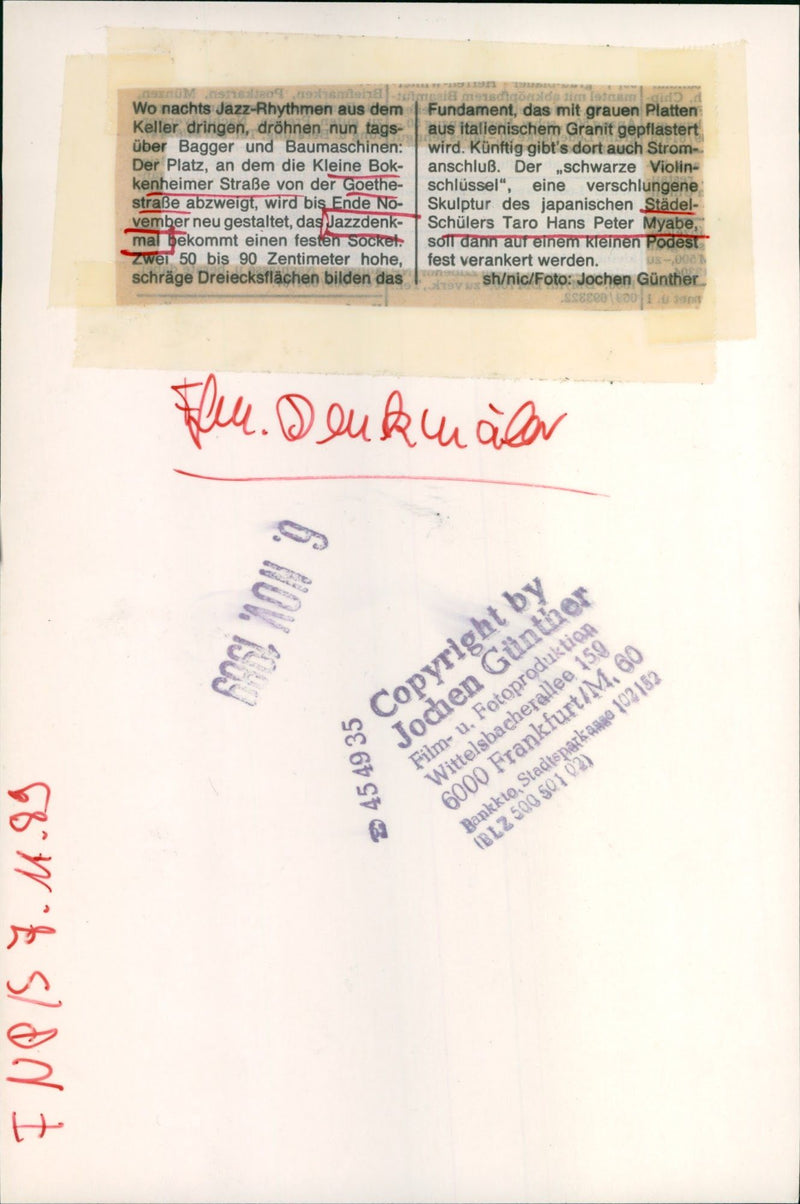 Wo nachts Jazz-Rhythmen aus dem
Keller dringen, dröhnen nun tags-
über Bagger und Baumaschinen:
Der Platz, an dem die Kleine Bok-
kenheimer Straße von der Goethe-
straße abzweigt, wird bis Ende No-
vember neu gestaltet, das Jazzdenk-
mal bekommt einen festen Sockel.
Zwei 50 bis 90 Zentimeter hohe,
schräge Dreiecksflächen bilden das
Fundament, das mit grauen Platten
aus italienischem Granit gepflastert
wird. Künftig gibt's dort auch Strom-
anschluß. Der „schwarze Violin-
schlüssel“, eine verschlungene
Skulptur des japanischen Städel-
Schülers Taro Hans Peter Myabe,
soll dann auf einem kleinen Podest
fest verankert werden.
sh/nic/Foto: Jochen Günther
Ffm. Denkmäler
9. NOV. 1989
Copyright by
Jochen Günther
Film- u. Fotoproduktion
Wittelsbacherallee 159
6000 Frankfurt/M. 60
Bankkto. Stadtsparkasse 102152
(BLZ 500 501 02)
☎ 454935
FNP/S 7.11.89